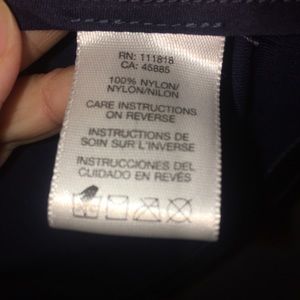 RN: 111818
CA: 45885
100% NYLON/
NYLON/NILON
CARE INSTRUCTIONS
ON REVERSE
INSTRUCTIONS DE
SOIN SUR L'INVERSE
INSTRUCCIONES DEL
CUIDADO EN REVÉS